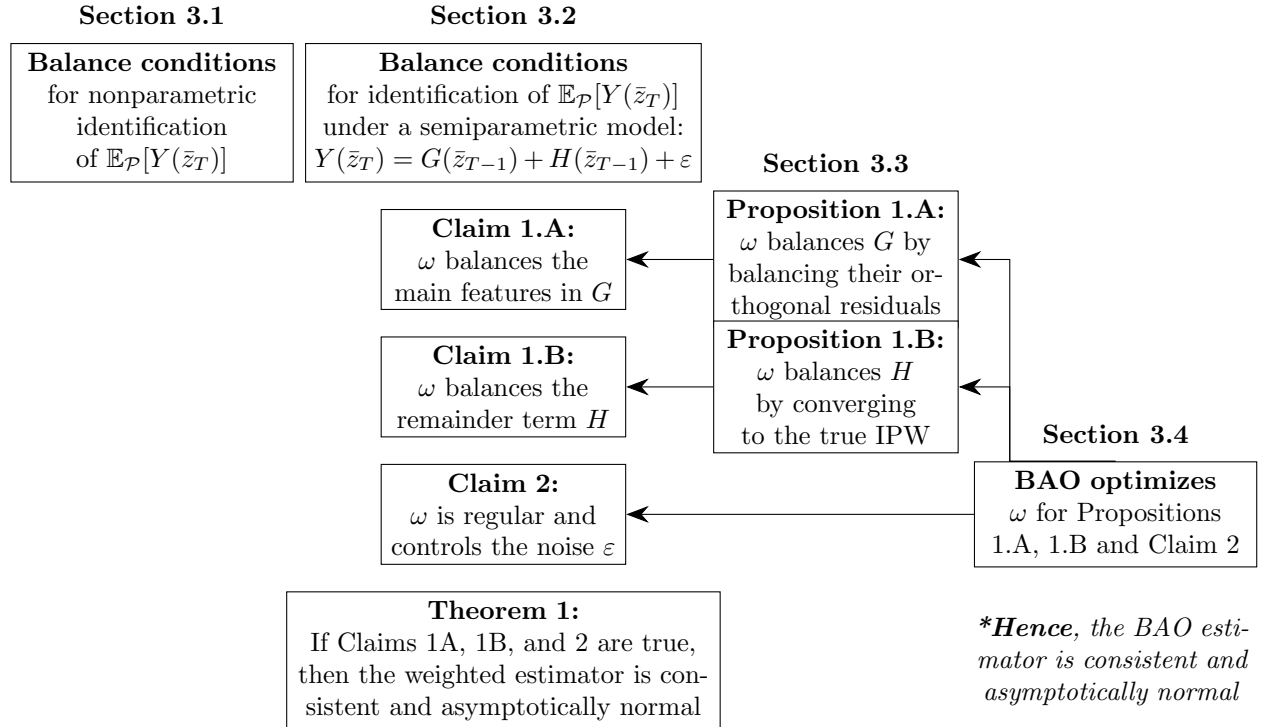 Section 3.1
Balance conditions
for nonparametric
identification
of 𝔼_𝒫[Y(z̄_T)]
Section 3.2
Balance conditions
for identification of 𝔼_𝒫[Y(z̄_T)]
under a semiparametric model:
Y(z̄_T) = G(z̄_{T−1}) + H(z̄_{T−1}) + ε
Claim 1.A:
ω balances the
main features in G
Claim 1.B:
ω balances the
remainder term H
Claim 2:
ω is regular and
controls the noise ε
Theorem 1:
If Claims 1A, 1B, and 2 are true,
then the weighted estimator is con-
sistent and asymptotically normal
Section 3.3
Proposition 1.A:
ω balances G by
balancing their or-
thogonal residuals
Proposition 1.B:
ω balances H
by converging
to the true IPW
Section 3.4
BAO optimizes
ω for Propositions
1.A, 1.B and Claim 2
*Hence, the BAO esti-
mator is consistent and
asymptotically normal